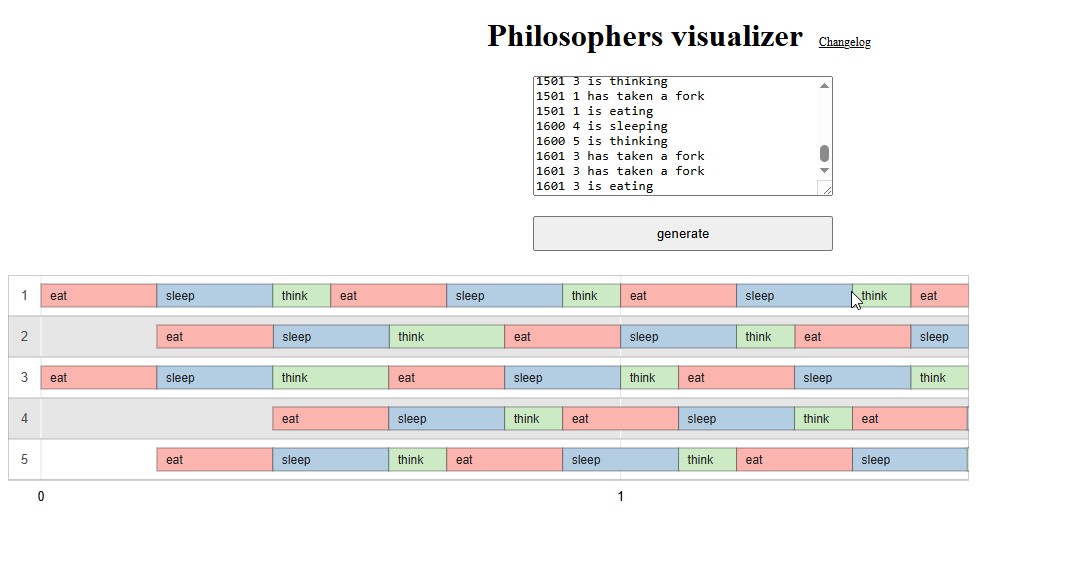 Philosophers visualizer Changelog
1501 3 is thinking
1501 1 has taken a fork
1501 1 is eating
1600 4 is sleeping
1600 5 is thinking
1601 3 has taken a fork
1601 3 has taken a fork
1601 3 is eating
generate
1 eat sleep think eat sleep think eat sleep think eat
2 eat sleep think eat sleep think eat sleep
3 eat sleep think eat sleep think eat sleep think
4 eat sleep think eat sleep think eat
5 eat sleep think eat sleep think eat sleep
0 1